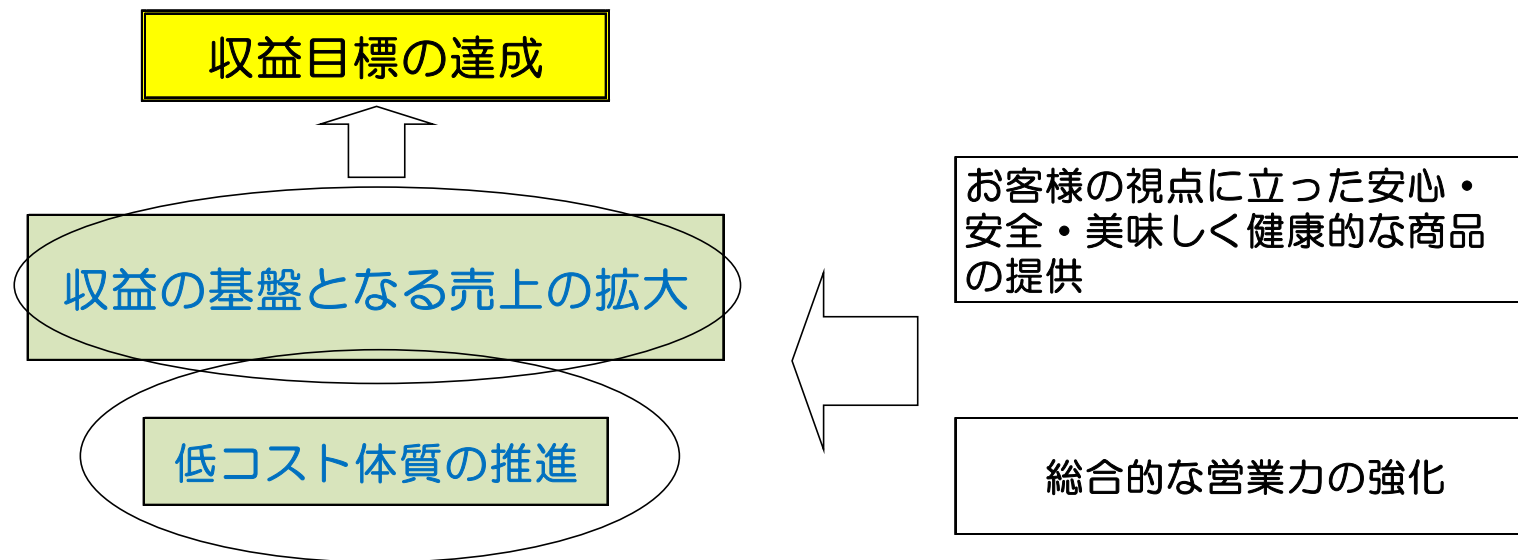 収益目標の達成
収益の基盤となる売上の拡大
低コスト体質の推進
お客様の視点に立った安心・
安全・美味しく健康的な商品
の提供
総合的な営業力の強化